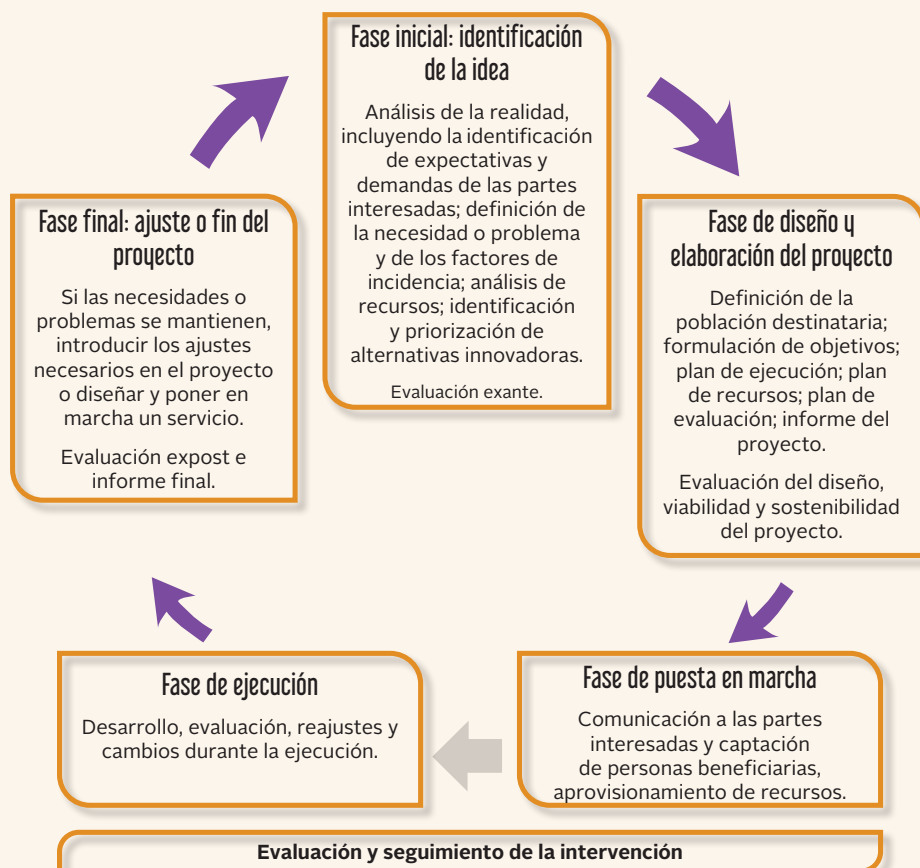 Fase inicial: identificación
de la idea
Análisis de la realidad,
incluyendo la identificación
de expectativas y
demandas de las partes
interesadas; definición de
la necesidad o problema
y de los factores de
incidencia; análisis de
recursos; identificación
y priorización de
alternativas innovadoras.
Evaluación exante.
Fase de diseño y
elaboración del proyecto
Definición de la
población destinataria;
formulación de objetivos;
plan de ejecución; plan
de recursos; plan de
evaluación; informe del
proyecto.
Evaluación del diseño,
viabilidad y sostenibilidad
del proyecto.
Fase de puesta en marcha
Comunicación a las partes
interesadas y captación
de personas beneficiarias,
aprovisionamiento de recursos.
Fase de ejecución
Desarrollo, evaluación, reajustes y
cambios durante la ejecución.
Fase final: ajuste o fin del
proyecto
Si las necesidades o
problemas se mantienen,
introducir los ajustes
necesarios en el proyecto
o diseñar y poner en
marcha un servicio.
Evaluación expost e
informe final.
Evaluación y seguimiento de la intervención